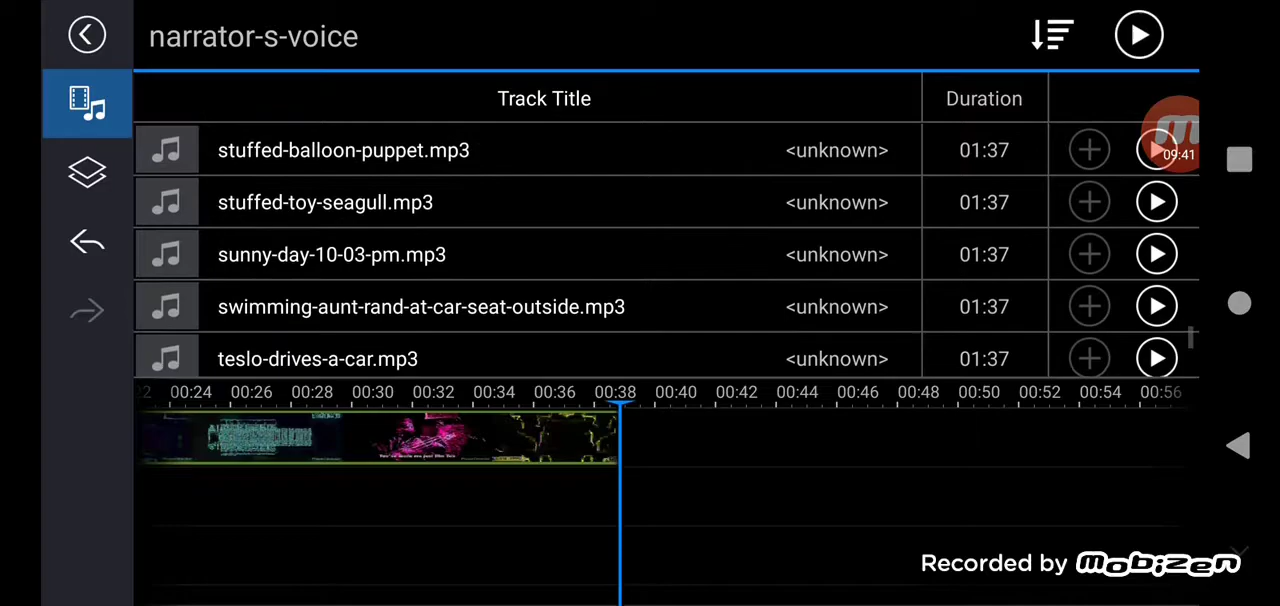 narrator-s-voice
Track Title Duration
stuffed-balloon-puppet.mp3 <unknown> 01:37
09:41
stuffed-toy-seagull.mp3 <unknown> 01:37
sunny-day-10-03-pm.mp3 <unknown> 01:37
swimming-aunt-rand-at-car-seat-outside.mp3 <unknown> 01:37
teslo-drives-a-car.mp3 <unknown> 01:37
22 00:24 00:26 00:28 00:30 00:32 00:34 00:36 00:38 00:40 00:42 00:44 00:46 00:48 00:50 00:52 00:54 00:56
Recorded by mobizen